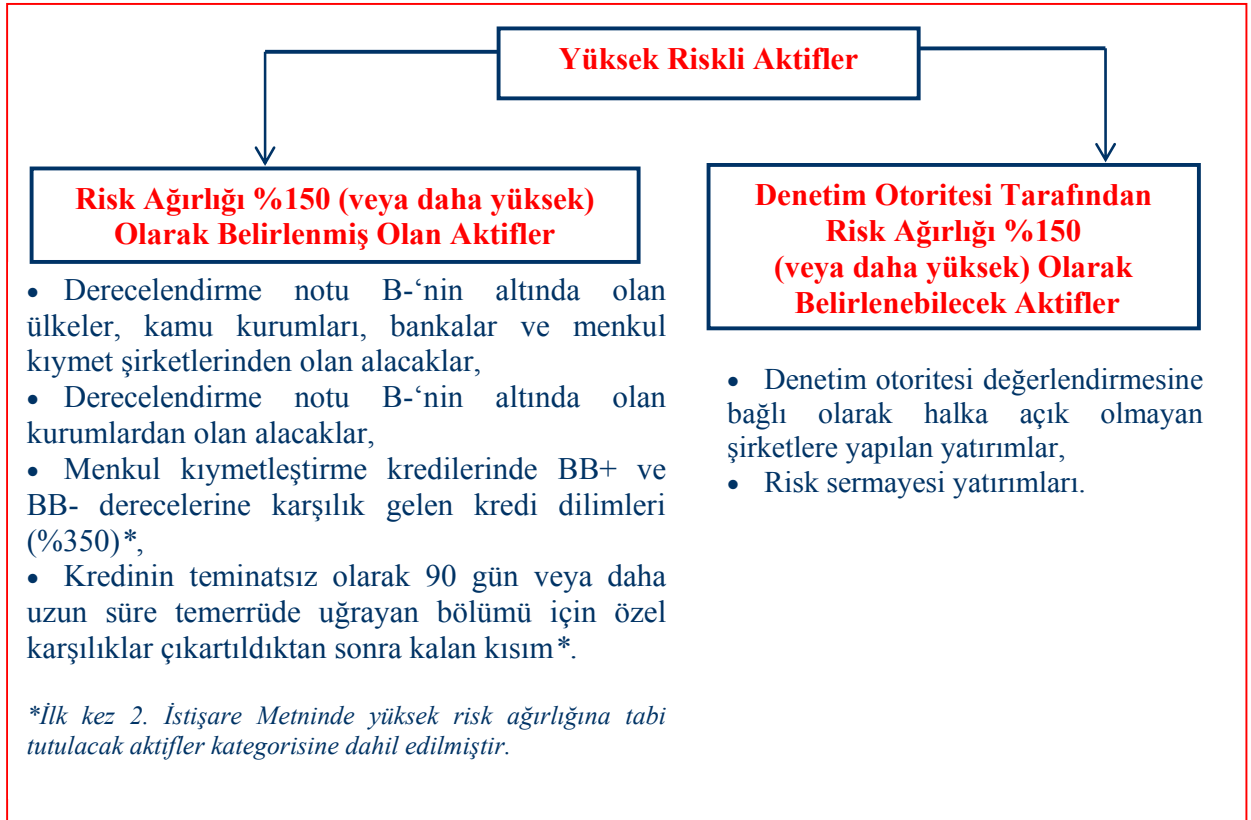 Yüksek Riskli Aktifler
Risk Ağırlığı %150 (veya daha yüksek)
Olarak Belirlenmiş Olan Aktifler
• Derecelendirme notu B-‘nin altında olan
ülkeler, kamu kurumları, bankalar ve menkul
kıymet şirketlerinden olan alacaklar,
• Derecelendirme notu B-‘nin altında olan
kurumlardan olan alacaklar,
• Menkul kıymetleştirme kredilerinde BB+ ve
BB- derecelerine karşılık gelen kredi dilimleri
(%350)*,
• Kredinin teminatsız olarak 90 gün veya daha
uzun süre temerrüde uğrayan bölümü için özel
karşılıklar çıkartıldıktan sonra kalan kısım*.
*İlk kez 2. İstişare Metninde yüksek risk ağırlığına tabi
tutulacak aktifler kategorisine dahil edilmiştir.
Denetim Otoritesi Tarafından
Risk Ağırlığı %150
(veya daha yüksek) Olarak
Belirlenebilecek Aktifler
• Denetim otoritesi değerlendirmesine
bağlı olarak halka açık olmayan
şirketlere yapılan yatırımlar,
• Risk sermayesi yatırımları.